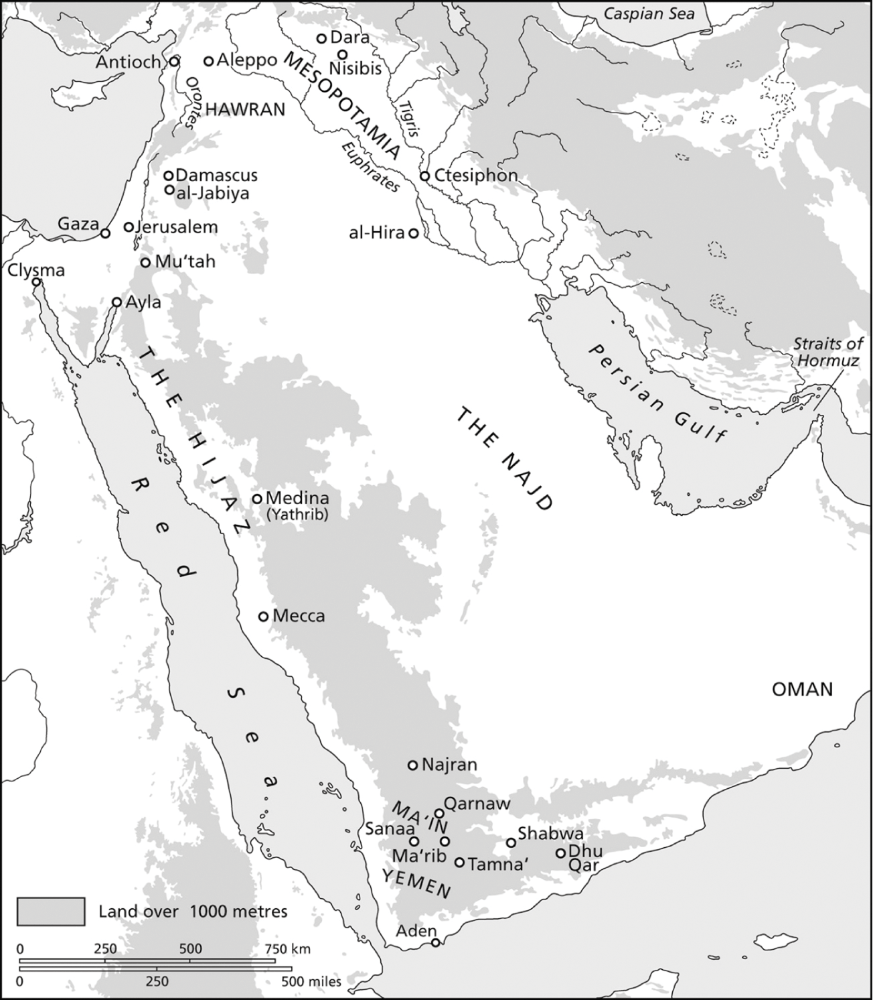 Caspian Sea
Dara
Antioch
Aleppo
Nisibis
MESOPOTAMIA
Orontes
HAWRAN
Tigris
Euphrates
Damascus
al-Jabiya
Ctesiphon
Gaza
Jerusalem
al-Hira
Mu‘tah
Clysma
Ayla
THE HIJAZ
Persian Gulf
Straits of
Hormuz
THE NAJD
Medina
(Yathrib)
Red Sea
Mecca
OMAN
Najran
Qarnaw
MA‘IN
Sanaa
Shabwa
Ma’rib
Dhu
Qar
Tamna’
YEMEN
Land over 1000 metres
Aden
0 250 500 750 km
0 250 500 miles